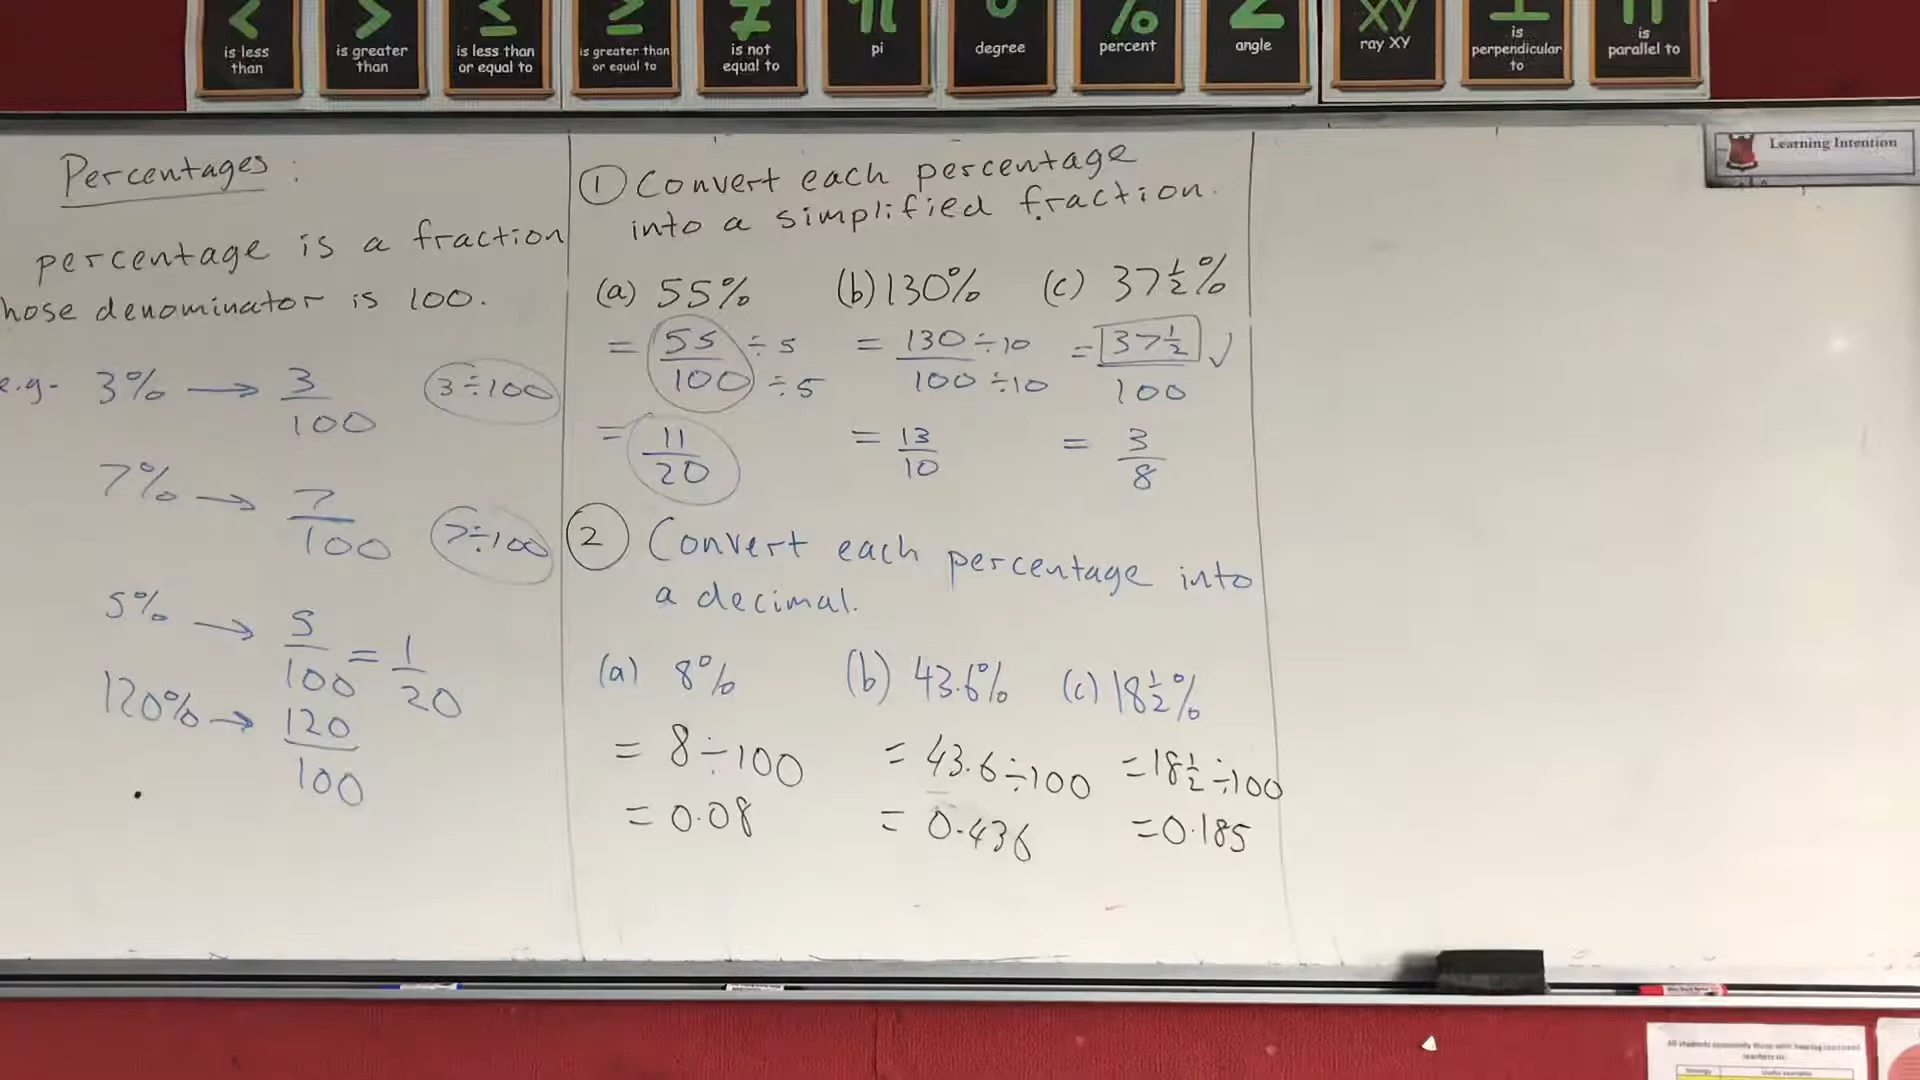 is less
than
is greater
than
is less than
or equal to
is greater than
or equal to
is not
equal to
pi
degree
percent
angle
XY
ray XY
is
perpendicular
to
is
parallel to
Learning Intention
Percentages :
percentage is a fraction
hose denominator is 100.
e.g- 3% → 3/100 (3÷100)
7% → 7/100 (7÷100)
5% → 5/100 = 1/20
120% → 120/100
① Convert each percentage
into a simplified fraction.
(a) 55% (b) 130% (c) 37½%
= 55/100 ÷5/÷5 = 130÷10/100÷10 = 37½/100 ✓
= 11/20 = 13/10 = 3/8
② Convert each percentage into
a decimal.
(a) 8% (b) 43.6% (c) 18½%
= 8÷100 = 43.6÷100 =18½÷100
= 0.08 = 0.436 =0.185